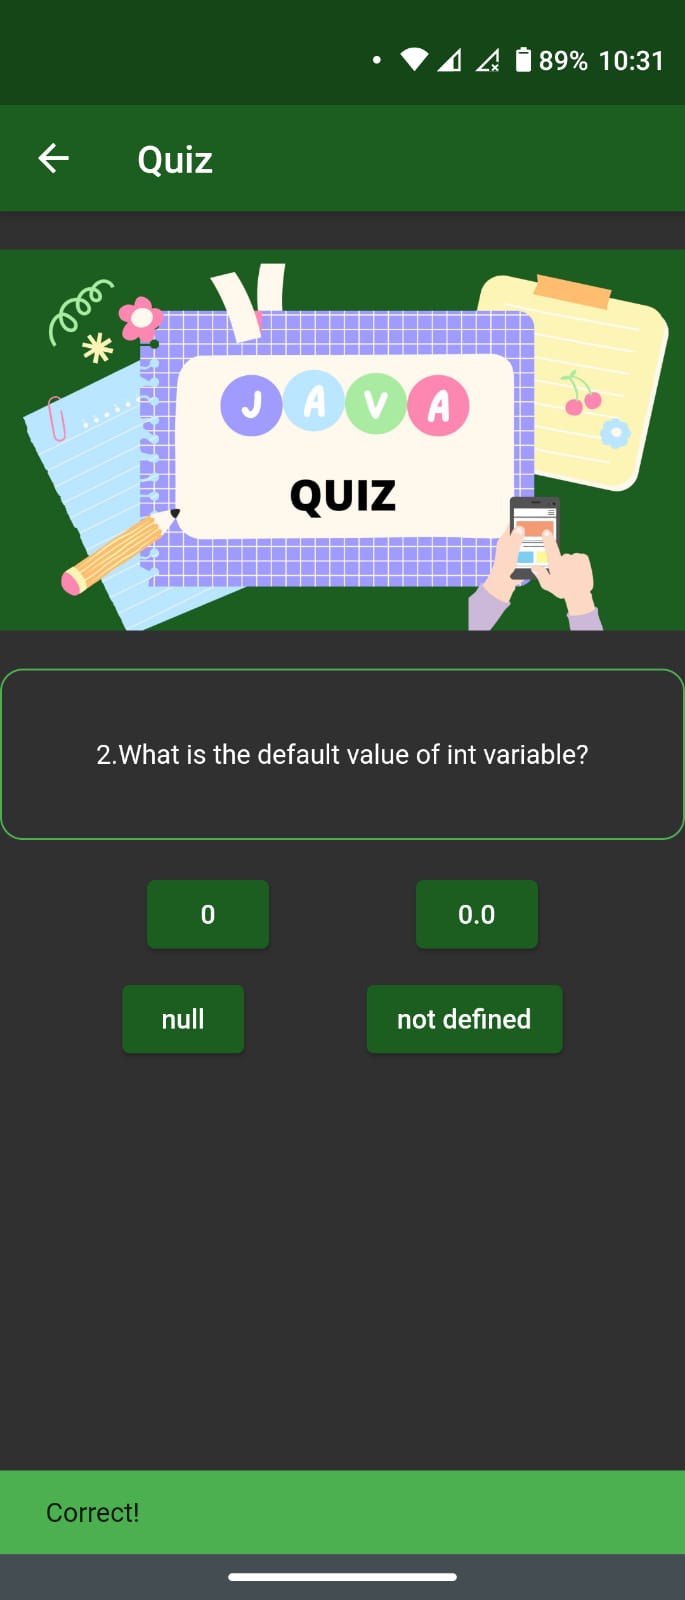 89% 10:31
Quiz
JAVA
QUIZ
2.What is the default value of int variable?
0
0.0
null
not defined
Correct!